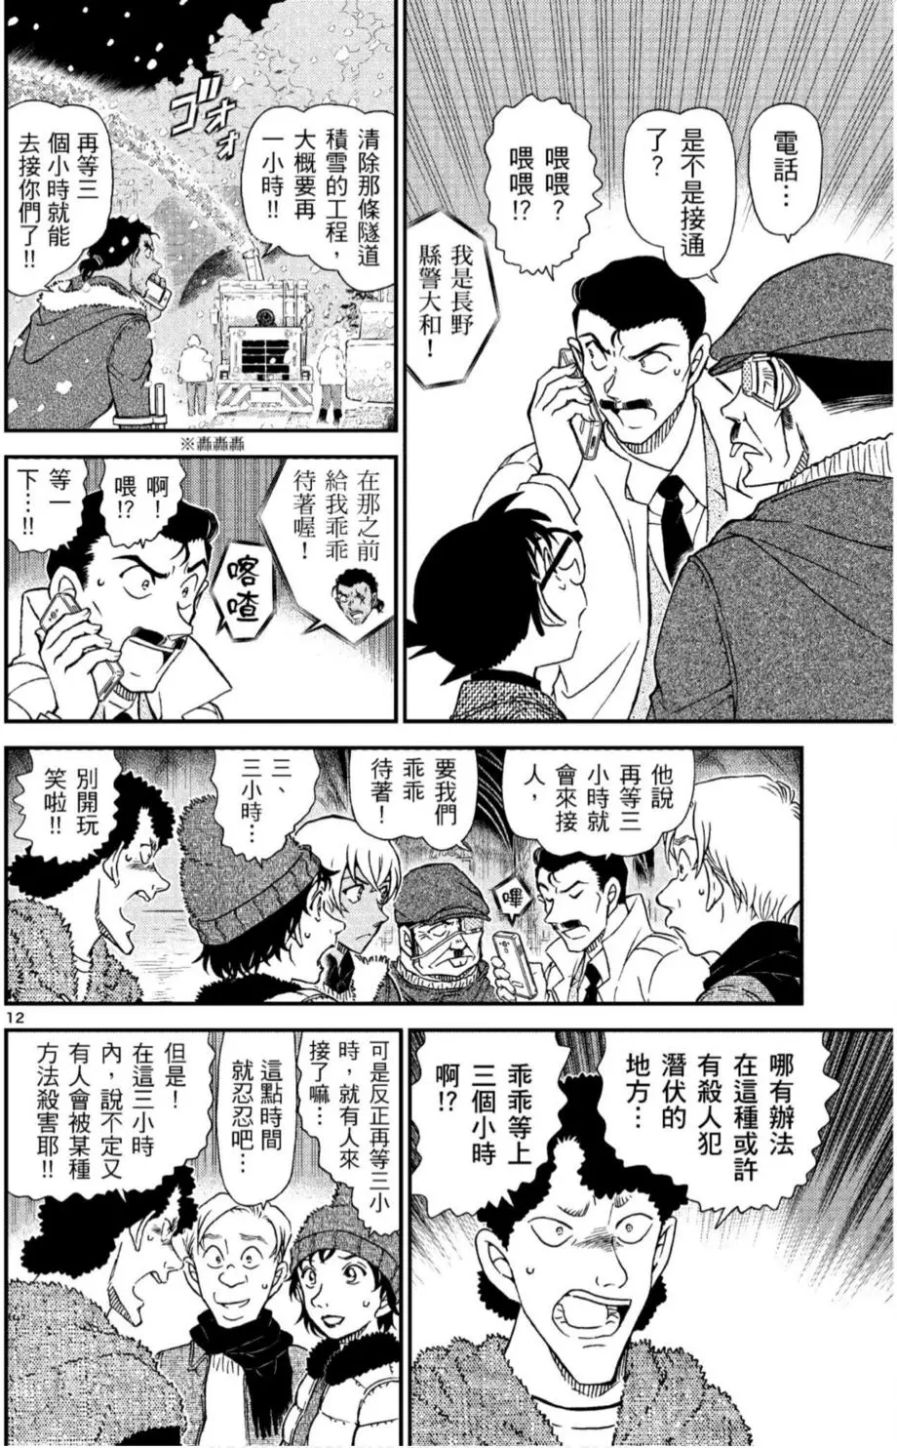 電話…
是不是接通
了？
喂喂？
喂喂!?
我是長野
縣警大和！
清除那條隧道
積雪的工程，
大概要再
一小時!!
ゴォォ
再等三
個小時就能
去接你們了!!
※轟轟轟
在那之前
給我乖乖
待著喔！
喀喳
啊！
喂!?
等一
下…!!
他說
再等三
小時就
會來接
人，
嗶
要我們
乖乖
待著！
三、
三小時…
別開玩
笑啦!!
12
哪有辦法
在這種或許
有殺人犯
潛伏的
地方…
乖乖等上
三個小時
啊!?
可是反正再等三小
時，就有人來
接了嘛…
這點時間
就忍忍吧…
但是！
在這三小時
內，說不定又
有人會被某種
方法殺害耶!!